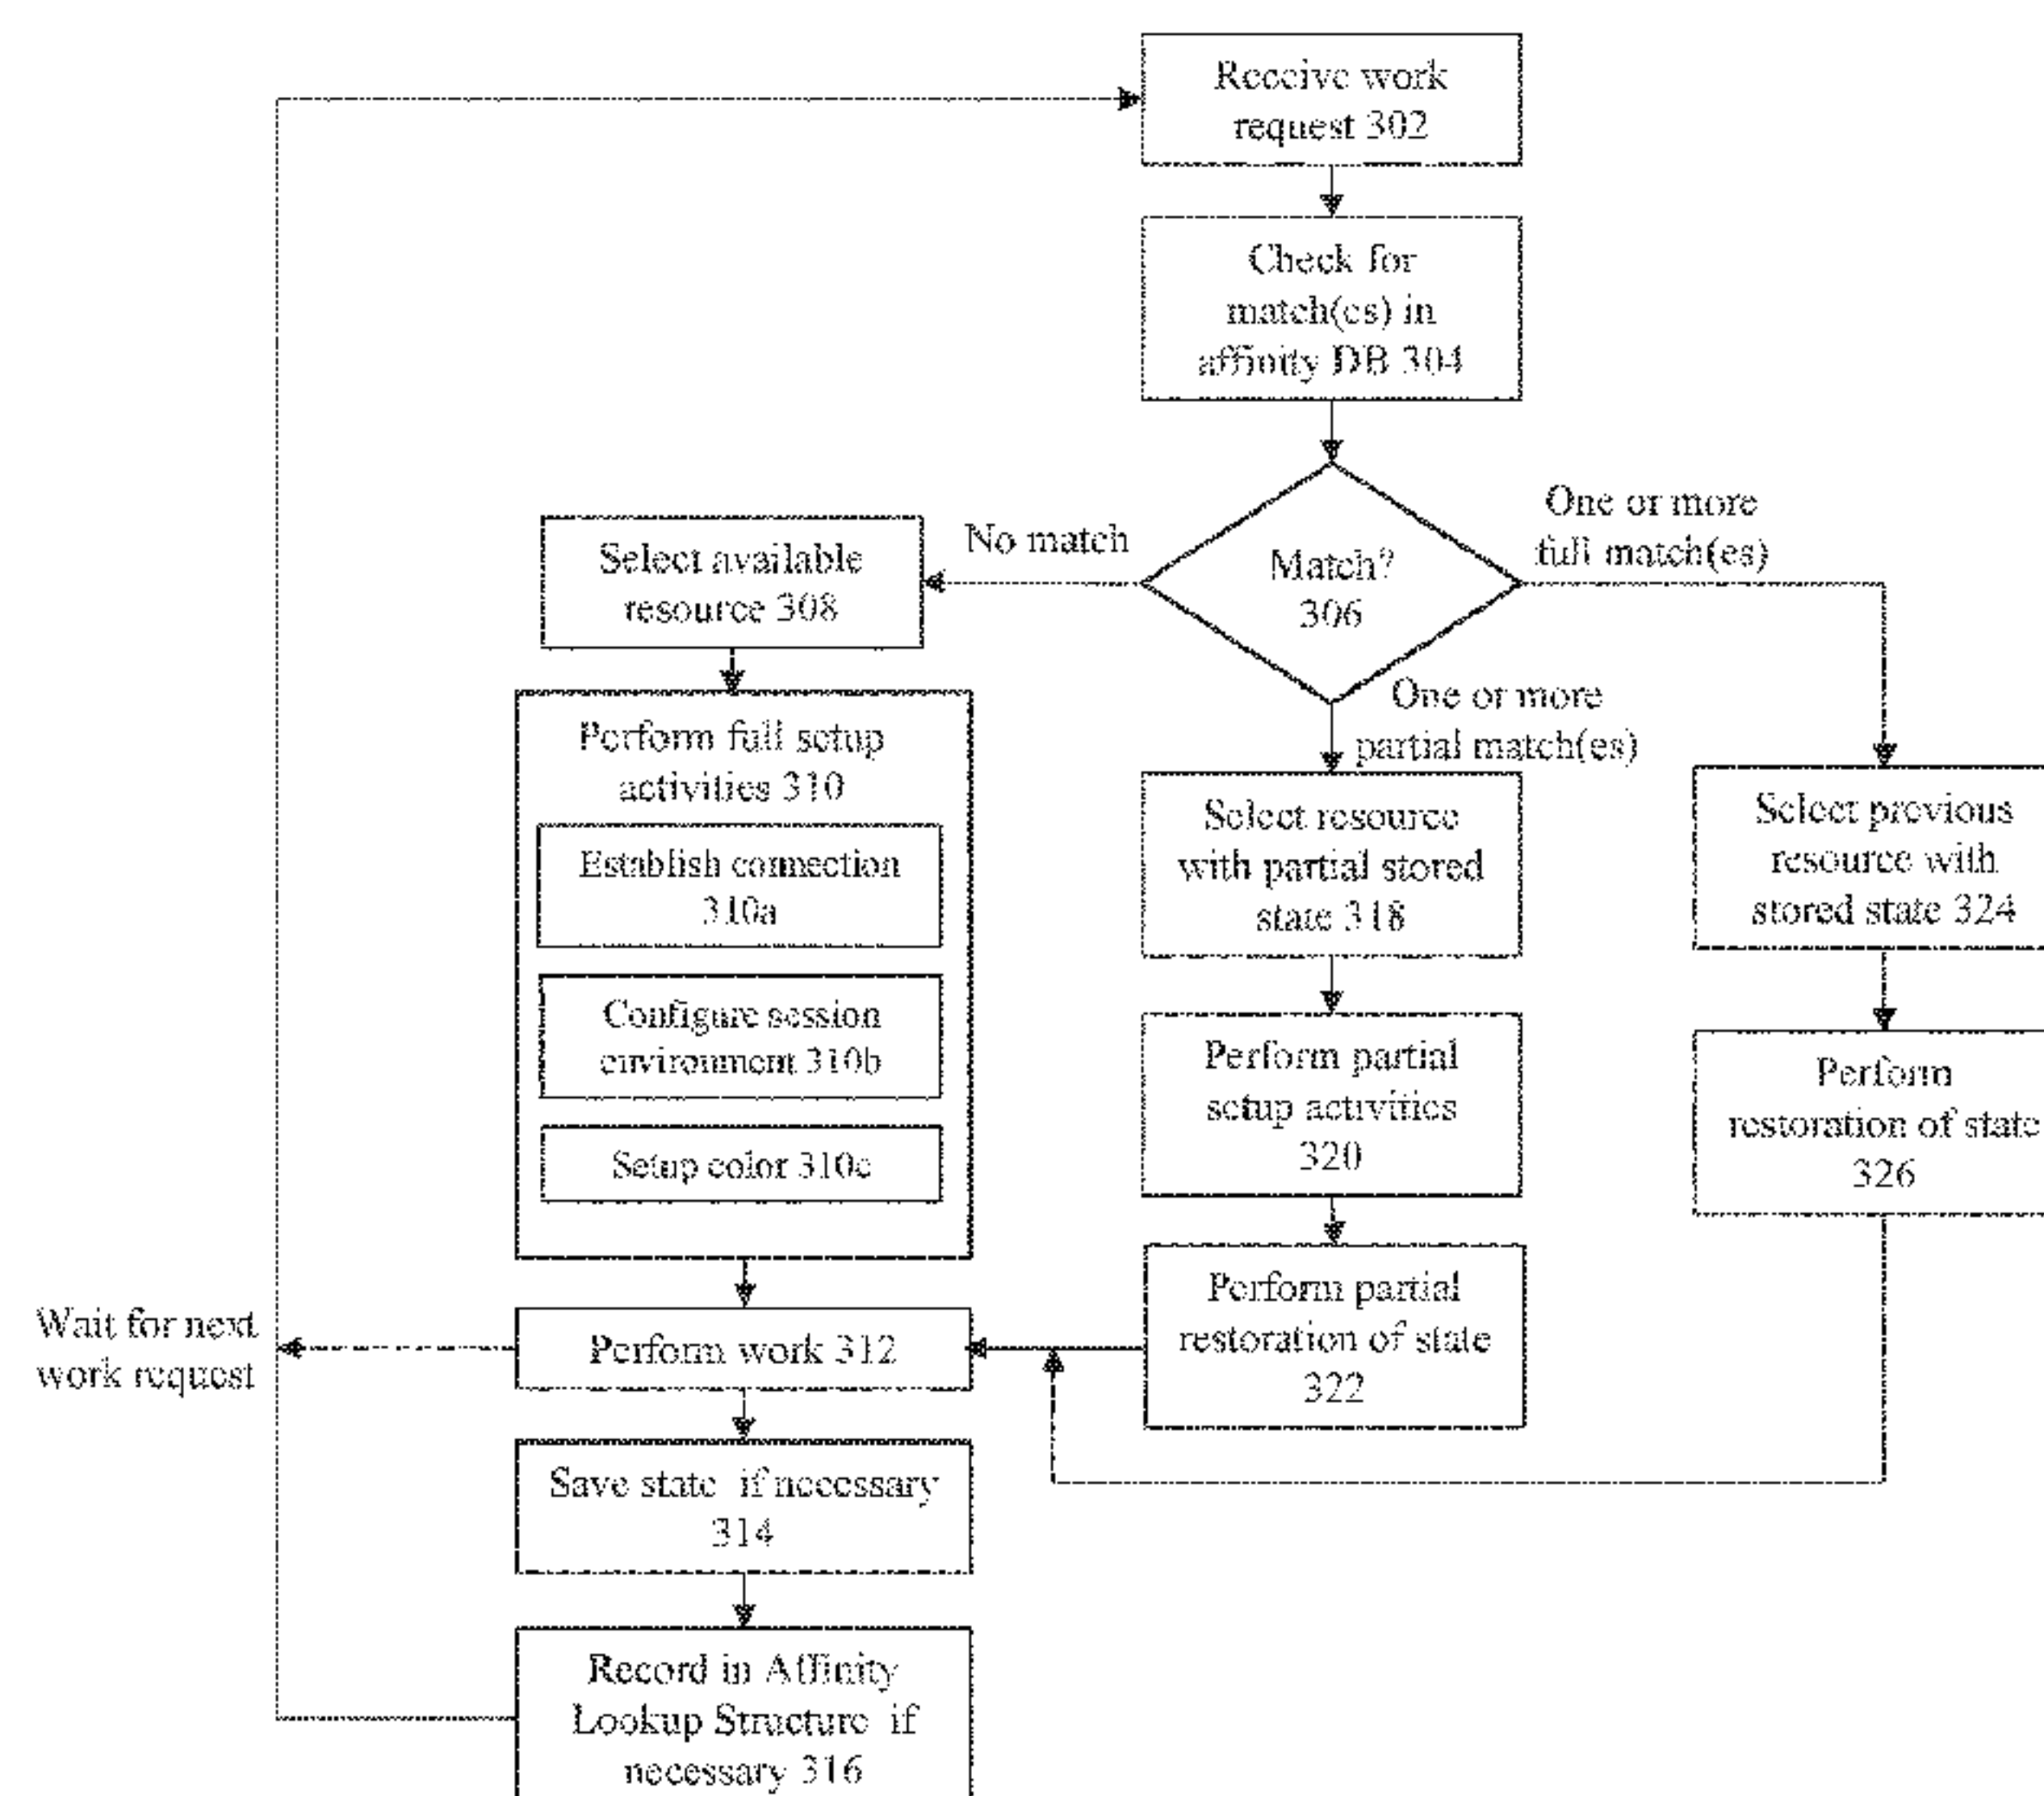 Receive work
request 302
Check for
match(es) in
affinity DB 304
Match?
306
No match
One or more
full match(es)
One or more
partial match(es)
Select available
resource 308
Perform full setup
activities 310
Establish connection
310a
Configure session
environment 310b
Setup color 310c
Select resource
with partial stored
state 318
Perform partial
setup activities
320
Perform partial
restoration of state
322
Select previous
resource with
stored state 324
Perform
restoration of state
326
Wait for next
work request
Perform work 312
Save state if necessary
314
Record in Affinity
Lookup Structure if
necessary 316